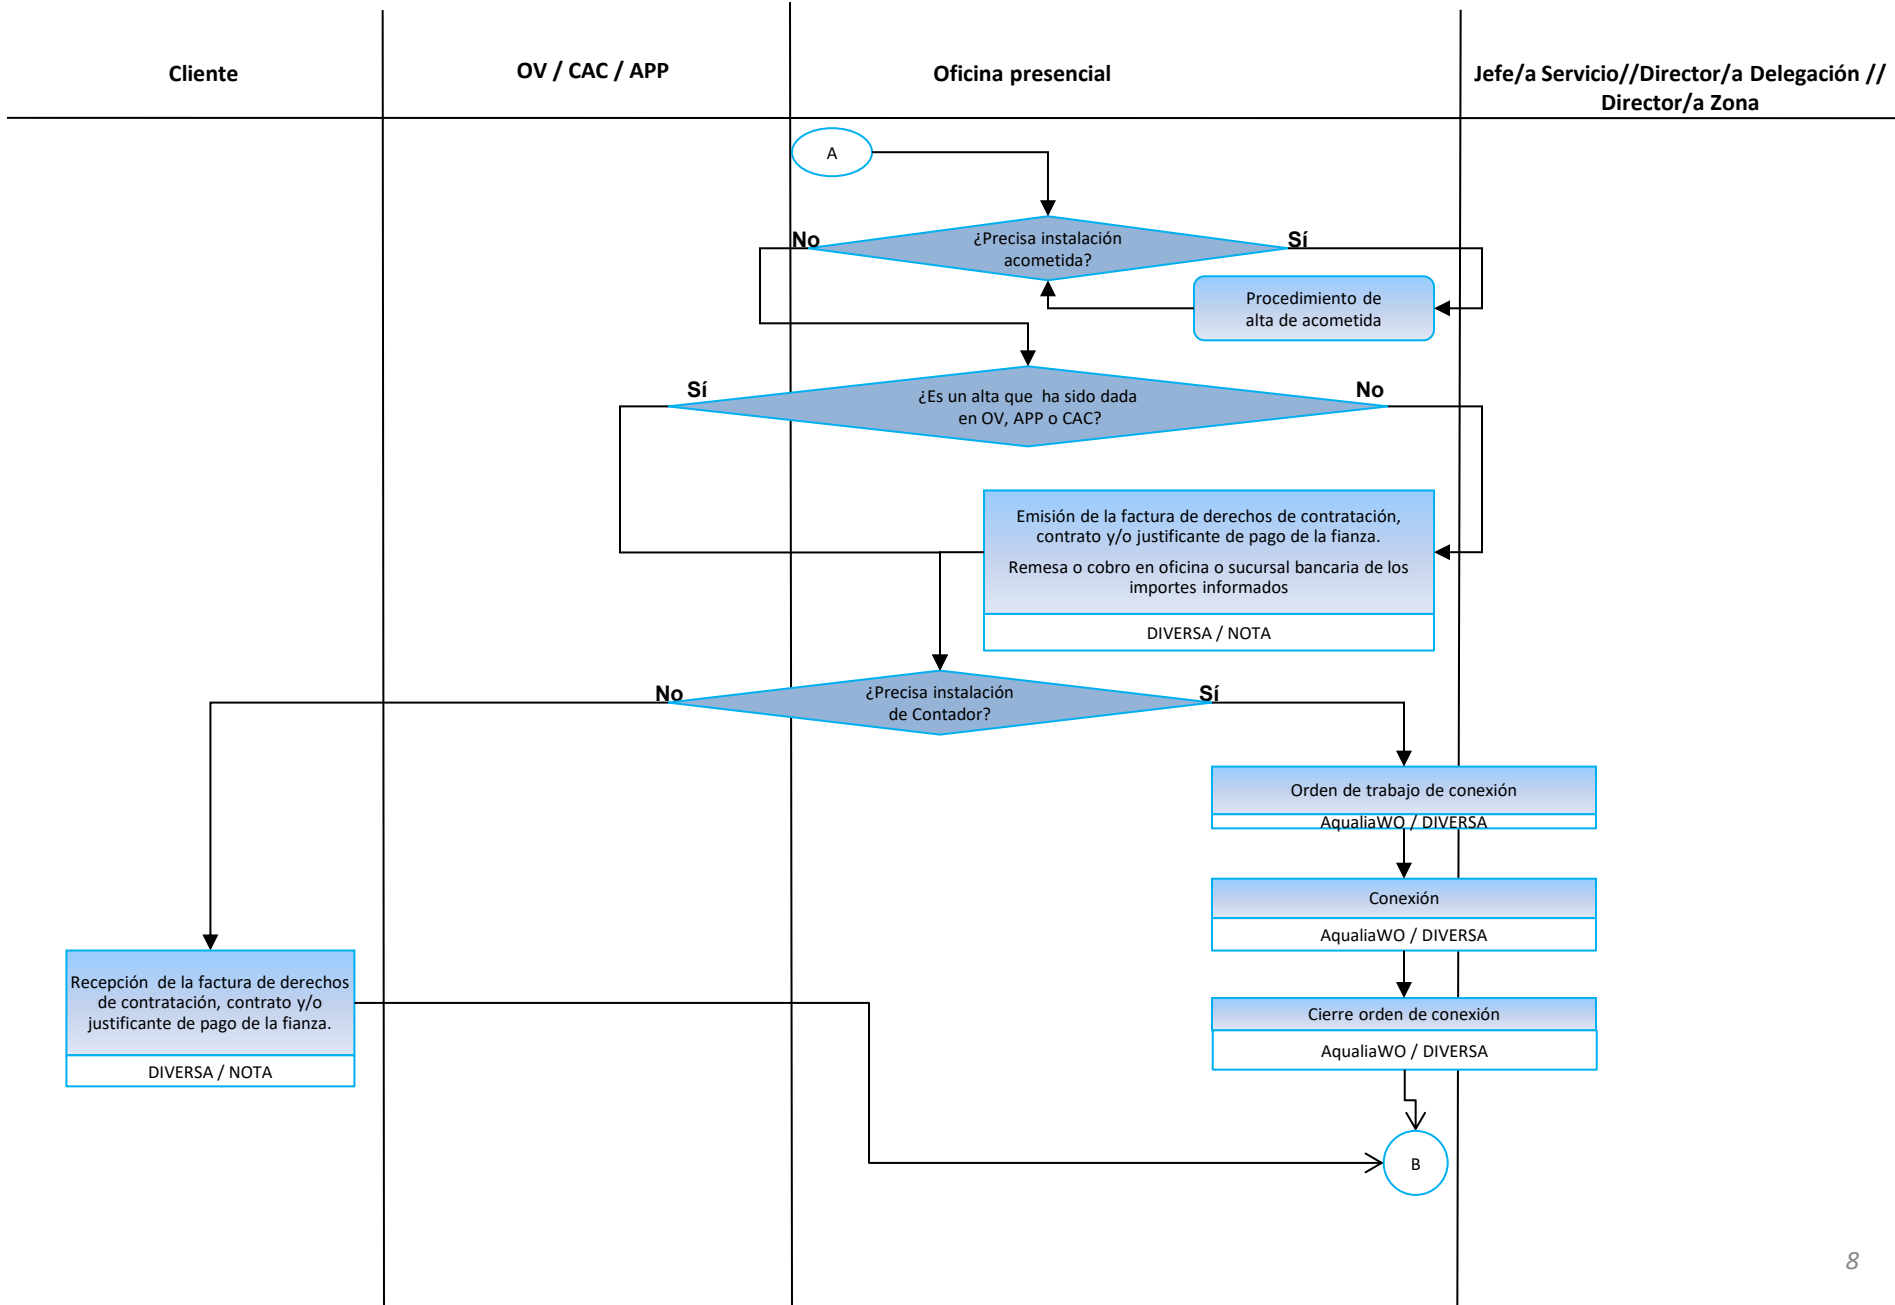 Cliente
OV / CAC / APP
Oficina presencial
Jefe/a Servicio//Director/a Delegación //
Director/a Zona
A
¿Precisa instalación
acometida?
No
Sí
Procedimiento de
alta de acometida
¿Es un alta que ha sido dada
en OV, APP o CAC?
Sí
No
Emisión de la factura de derechos de contratación,
contrato y/o justificante de pago de la fianza.
Remesa o cobro en oficina o sucursal bancaria de los
importes informados
DIVERSA / NOTA
¿Precisa instalación
de Contador?
No
Sí
Orden de trabajo de conexión
AqualiaWO / DIVERSA
Conexión
AqualiaWO / DIVERSA
Recepción de la factura de derechos
de contratación, contrato y/o
justificante de pago de la fianza.
DIVERSA / NOTA
Cierre orden de conexión
AqualiaWO / DIVERSA
B
8